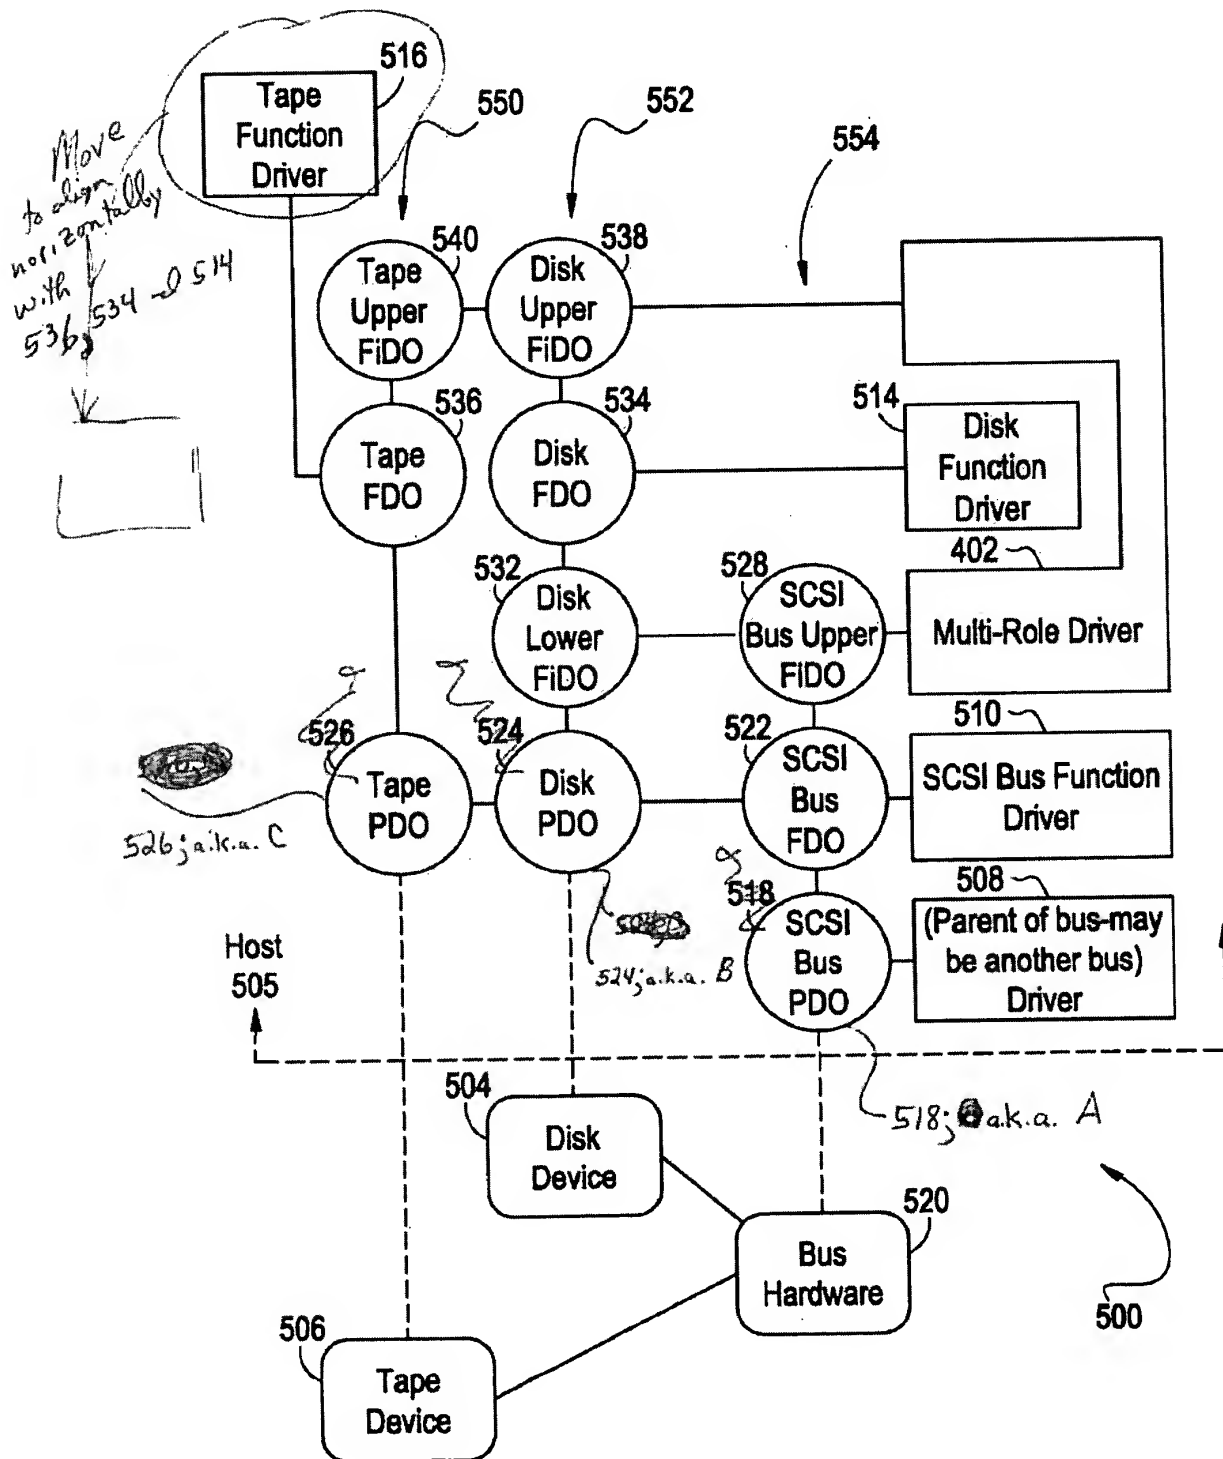 516
Tape
Function
Driver
550
552
554
Move
to align
horizontally
with
536, 534 and 514
540
Tape
Upper
FiDO
538
Disk
Upper
FiDO
536
Tape
FDO
534
Disk
FDO
514
Disk
Function
Driver
402
532
Disk
Lower
FiDO
528
SCSI
Bus Upper
FiDO
Multi-Role Driver
526
Tape
PDO
524
Disk
PDO
522
SCSI
Bus
FDO
510
SCSI Bus Function
Driver
526; a.k.a. C
524; a.k.a. B
518
SCSI
Bus
PDO
508
(Parent of bus-may
be another bus)
Driver
Host
505
518; a.k.a. A
504
Disk
Device
520
Bus
Hardware
500
506
Tape
Device